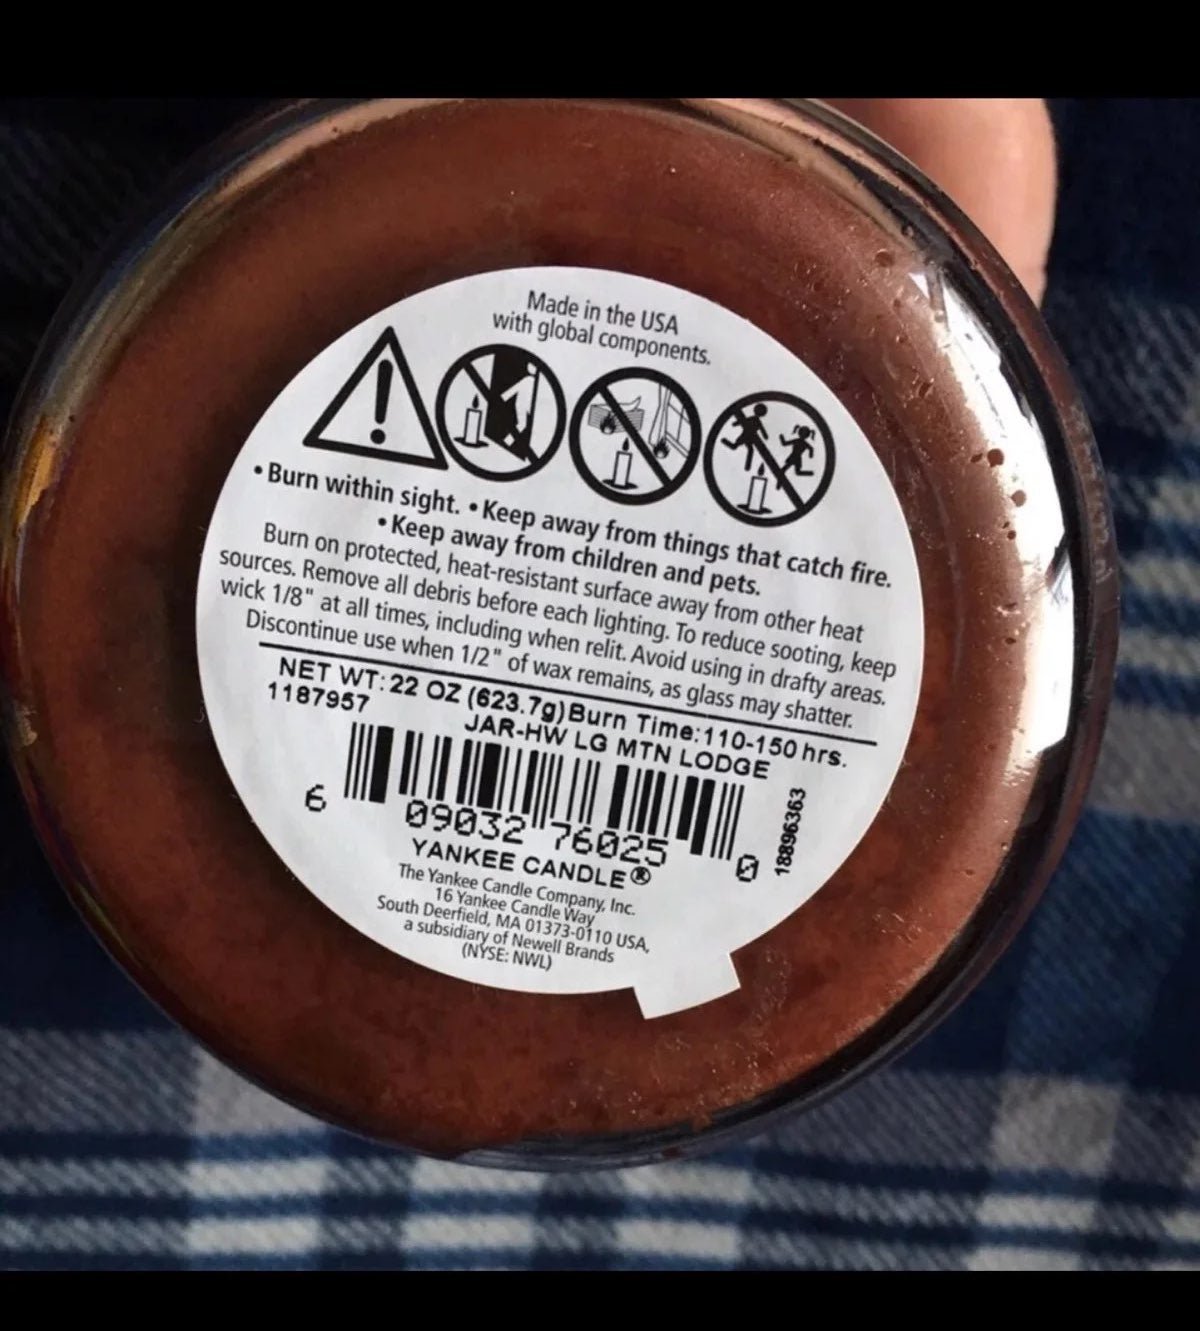 Made in the USA
with global components.
• Burn within sight. • Keep away from things that catch fire.
• Keep away from children and pets.
Burn on protected, heat-resistant surface away from other heat
sources. Remove all debris before each lighting. To reduce sooting, keep
wick 1/8" at all times, including when relit. Avoid using in drafty areas.
Discontinue use when 1/2" of wax remains, as glass may shatter.
NET WT: 22 OZ (623.7g) Burn Time: 110-150 hrs.
1187957
JAR-HW LG MTN LODGE
6 09032 76025 0
18896363
YANKEE CANDLE®
The Yankee Candle Company, Inc.
16 Yankee Candle Way
South Deerfield, MA 01373-0110 USA,
a subsidiary of Newell Brands
(NYSE: NWL)